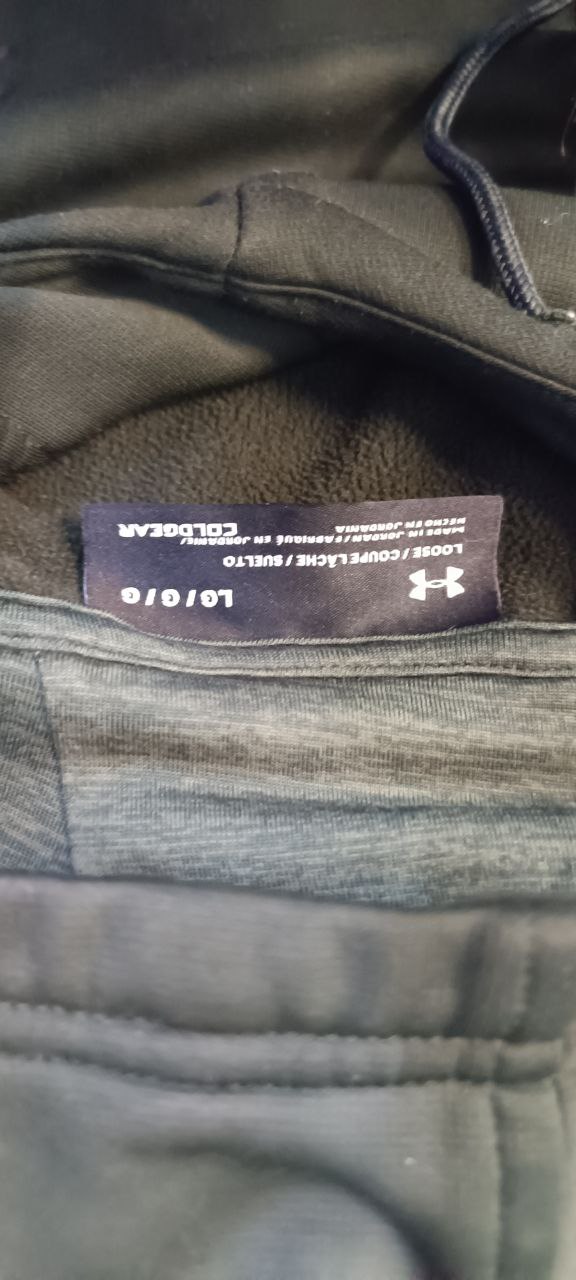 LG / G / G
LOOSE / COUPE LÂCHE / SUELTO
MADE IN JORDAN / FABRIQUÉ EN JORDANIE /
HECHO EN JORDANIA
COLDGEAR